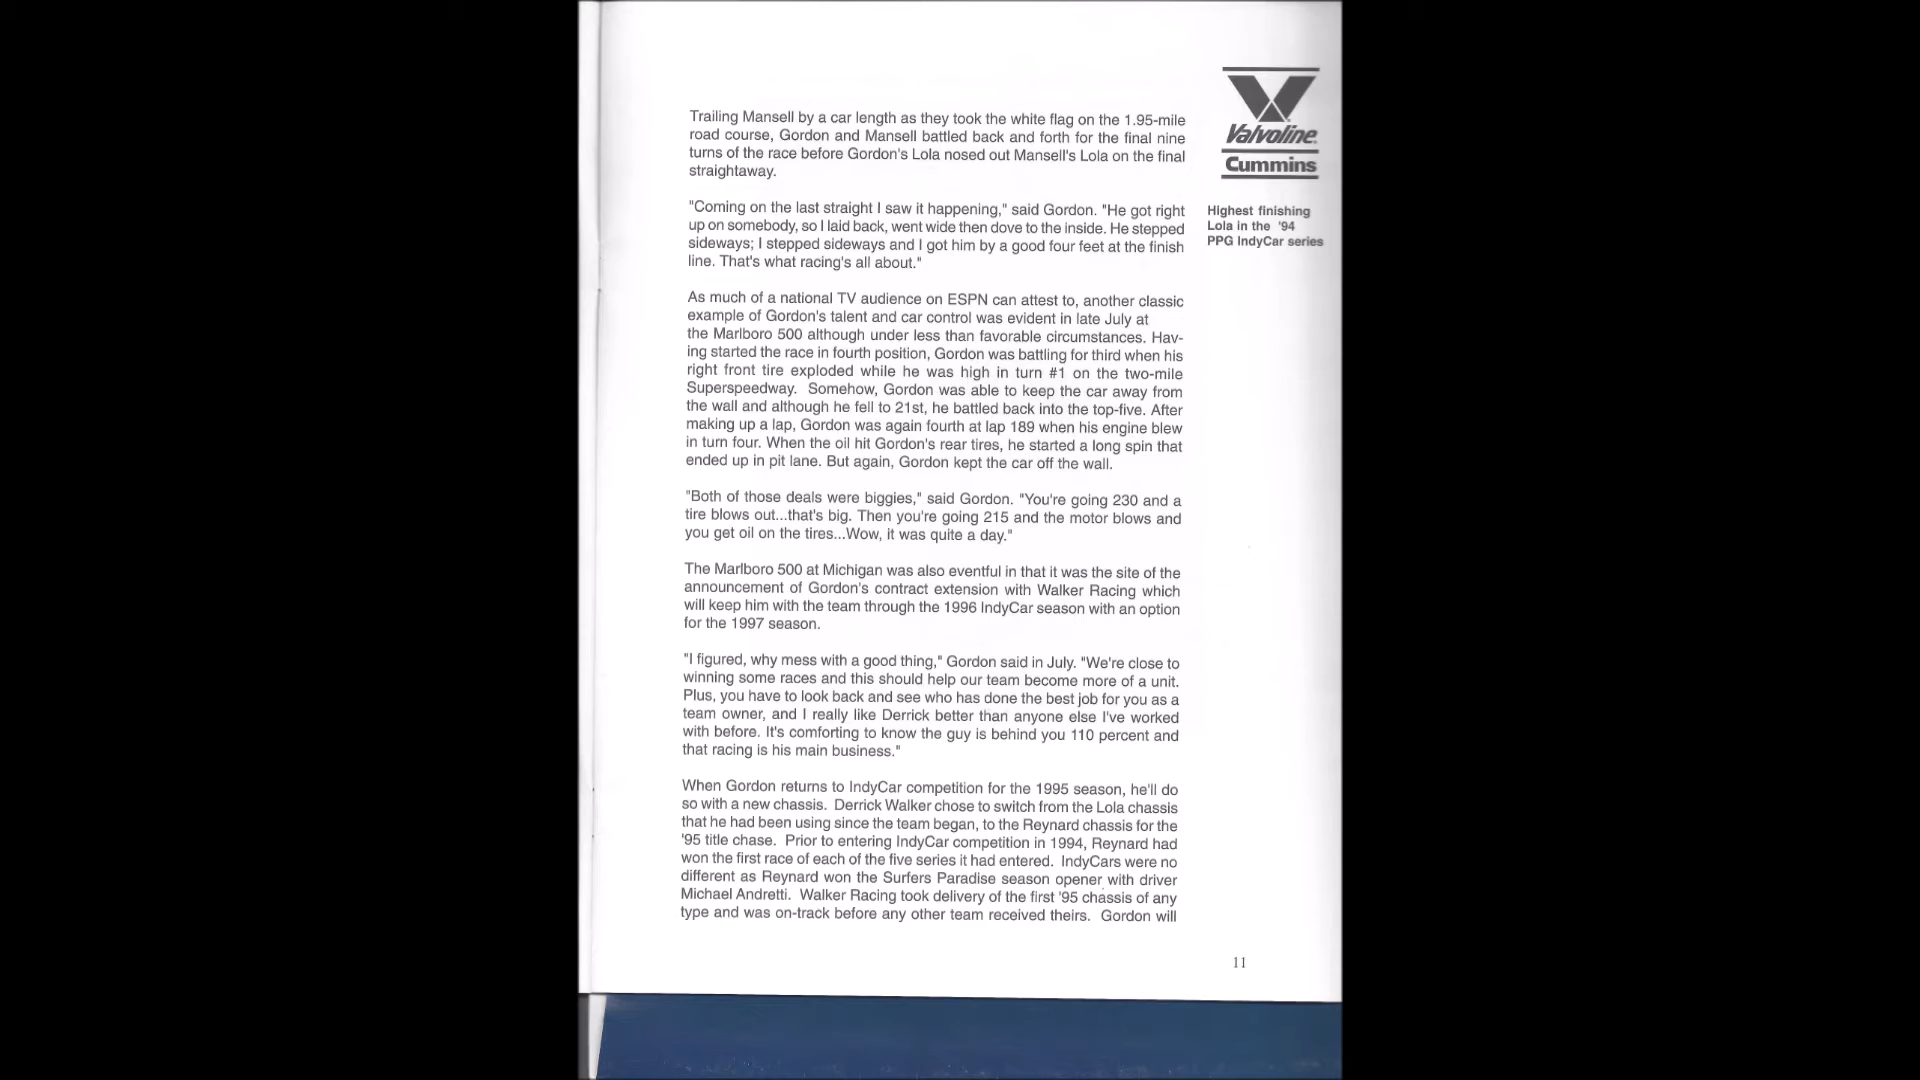 Trailing Mansell by a car length as they took the white flag on the 1.95-mile
road course, Gordon and Mansell battled back and forth for the final nine
turns of the race before Gordon's Lola nosed out Mansell's Lola on the final
straightaway.
"Coming on the last straight I saw it happening," said Gordon. "He got right
up on somebody, so I laid back, went wide then dove to the inside. He stepped
sideways; I stepped sideways and I got him by a good four feet at the finish
line. That's what racing's all about."
As much of a national TV audience on ESPN can attest to, another classic
example of Gordon's talent and car control was evident in late July at
the Marlboro 500 although under less than favorable circumstances. Hav-
ing started the race in fourth position, Gordon was battling for third when his
right front tire exploded while he was high in turn #1 on the two-mile
Superspeedway. Somehow, Gordon was able to keep the car away from
the wall and although he fell to 21st, he battled back into the top-five. After
making up a lap, Gordon was again fourth at lap 189 when his engine blew
in turn four. When the oil hit Gordon's rear tires, he started a long spin that
ended up in pit lane. But again, Gordon kept the car off the wall.
"Both of those deals were biggies," said Gordon. "You're going 230 and a
tire blows out...that's big. Then you're going 215 and the motor blows and
you get oil on the tires...Wow, it was quite a day."
The Marlboro 500 at Michigan was also eventful in that it was the site of the
announcement of Gordon's contract extension with Walker Racing which
will keep him with the team through the 1996 IndyCar season with an option
for the 1997 season.
"I figured, why mess with a good thing," Gordon said in July. "We're close to
winning some races and this should help our team become more of a unit.
Plus, you have to look back and see who has done the best job for you as a
team owner, and I really like Derrick better than anyone else I've worked
with before. It's comforting to know the guy is behind you 110 percent and
that racing is his main business."
When Gordon returns to IndyCar competition for the 1995 season, he'll do
so with a new chassis. Derrick Walker chose to switch from the Lola chassis
that he had been using since the team began, to the Reynard chassis for the
'95 title chase. Prior to entering IndyCar competition in 1994, Reynard had
won the first race of each of the five series it had entered. IndyCars were no
different as Reynard won the Surfers Paradise season opener with driver
Michael Andretti. Walker Racing took delivery of the first '95 chassis of any
type and was on-track before any other team received theirs. Gordon will
Valvoline
Cummins
Highest finishing
Lola in the '94
PPG IndyCar series
11